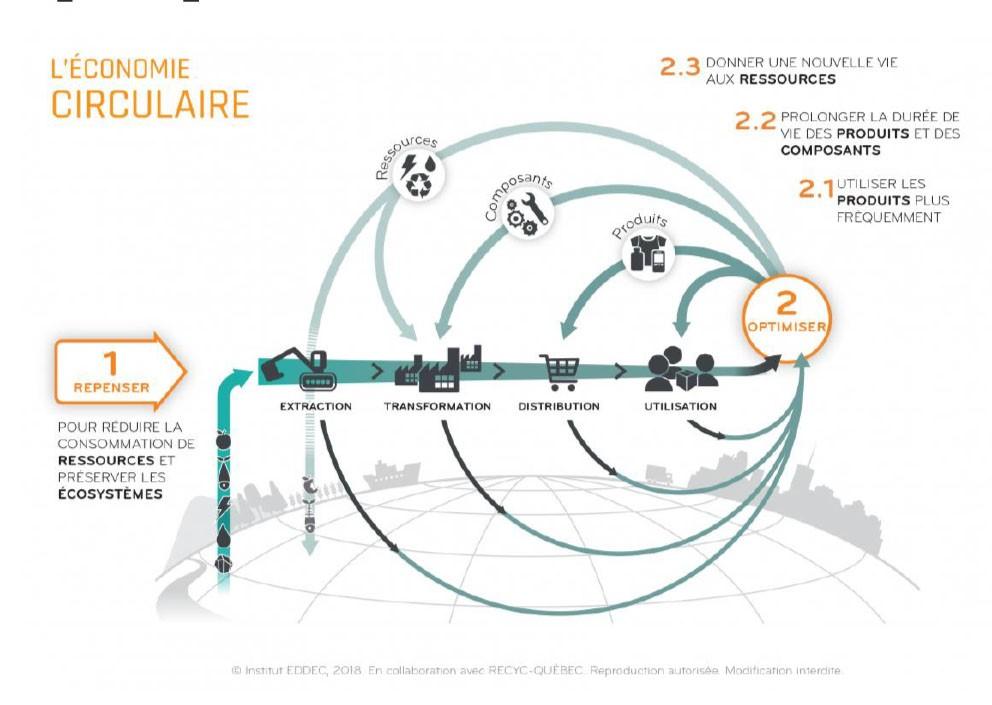 L'ÉCONOMIE
CIRCULAIRE
2.3 DONNER UNE NOUVELLE VIE
AUX RESSOURCES
2.2 PROLONGER LA DURÉE DE
VIE DES PRODUITS ET DES
COMPOSANTS
2.1 UTILISER LES
PRODUITS PLUS
FRÉQUEMMENT
Ressources
Composants
Produits
2
OPTIMISER
1
REPENSER
POUR RÉDUIRE LA
CONSOMMATION DE
RESSOURCES ET
PRÉSERVER LES
ÉCOSYSTÈMES
EXTRACTION
TRANSFORMATION
DISTRIBUTION
UTILISATION
© Institut EDDEC, 2018. En collaboration avec RECYC-QUÉBEC. Reproduction autorisée. Modification interdite.